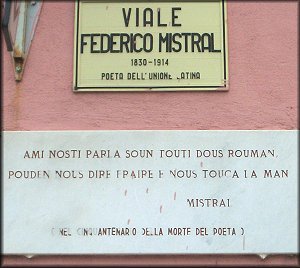 VIALE
FEDERICO MISTRAL
1830-1914
POETA DELL'UNIONE LATINA
AMI NOSTI PARLA SOUN TOUTI DOUS ROUMAN,
POUDEN NOUS DIRE FRAIRE E NOUS TOUCA LA MAN
MISTRAL
(NEL CINQUANTENARIO DELLA MORTE DEL POETA)